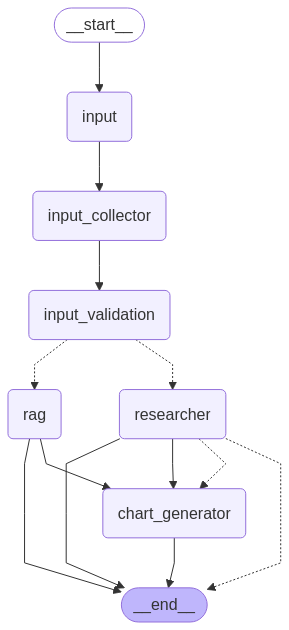 __start__
input
input_collector
input_validation
rag
researcher
chart_generator
__end__